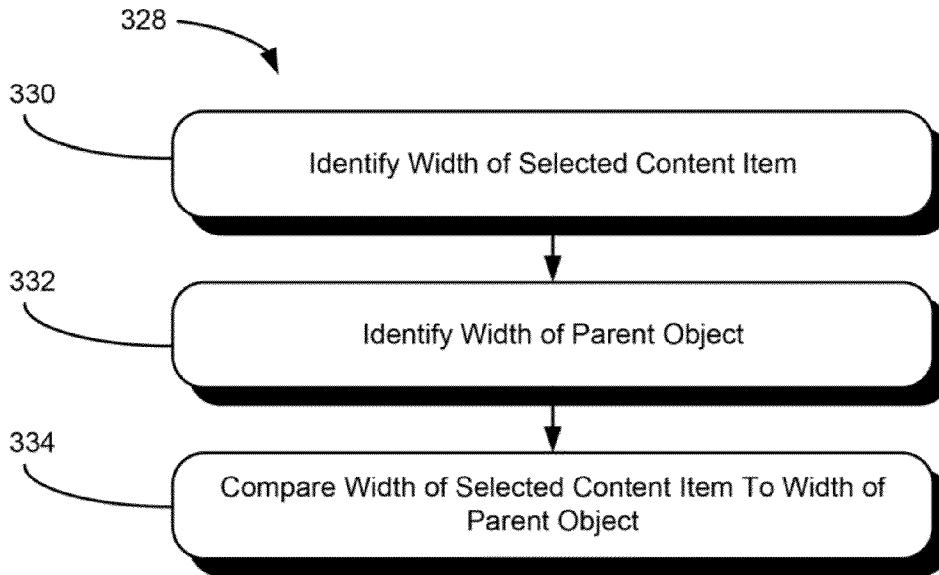 328
330
Identify Width of Selected Content Item
332
Identify Width of Parent Object
334
Compare Width of Selected Content Item To Width of
Parent Object